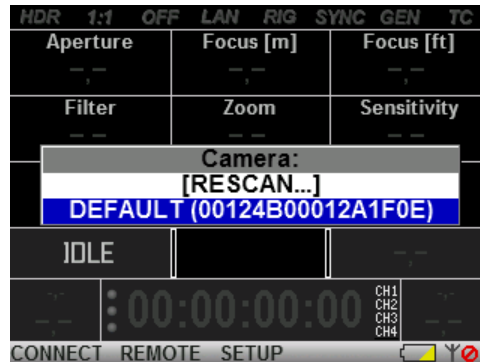 HDR 1:1 OFF LAN RIG SYNC GEN TC
Aperture Focus [m] Focus [ft]
-,- -,- -,-
Filter Zoom Sensitivity
-- -- --
Camera:
[RESCAN...]
DEFAULT (00124B00012A1F0E)
IDLE -,-
00:00:00:00
CH1
CH2
CH3
CH4
-,- -,-
CONNECT REMOTE SETUP